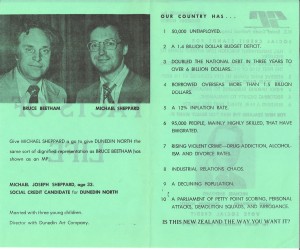 BRUCE BEETHAM
MICHAEL SHEPPARD
Give MICHAEL SHEPPARD a go to give DUNEDIN NORTH the
same sort of dignified representation as BRUCE BEETHAM has
shown as an MP.
MICHAEL JOSEPH SHEPPARD, age 32:
SOCIAL CREDIT CANDIDATE for DUNEDIN NORTH
Married with three young children.
Director with Dunedin Art Company.
OUR COUNTRY HAS...
1 50,000 UNEMPLOYED.
2 A 1.4 BILLION DOLLAR BUDGET DEFICIT.
3 DOUBLED THE NATIONAL DEBT IN THREE YEARS TO
OVER 6 BILLION DOLLARS.
4 BORROWED OVERSEAS MORE THAN 1.5 BILLION
DOLLARS.
5 A 12% INFLATION RATE.
6 95,000 PEOPLE, MAINLY HIGHLY SKILLED, THAT HAVE
EMIGRATED.
7 RISING VIOLENT CRIME - DRUG ADDICTION, ALCOHOL-
ISM AND DIVORCE RATES.
8 INDUSTRIAL RELATIONS CHAOS.
9 A DECLINING POPULATION.
10 A PARLIAMENT OF PETTY POINT SCORING, PERSONAL
ATTACKS, DEMOLITION SQUADS, AND ARROGANCE.
IS THIS NEW ZEALAND THE WAY YOU WANT IT?